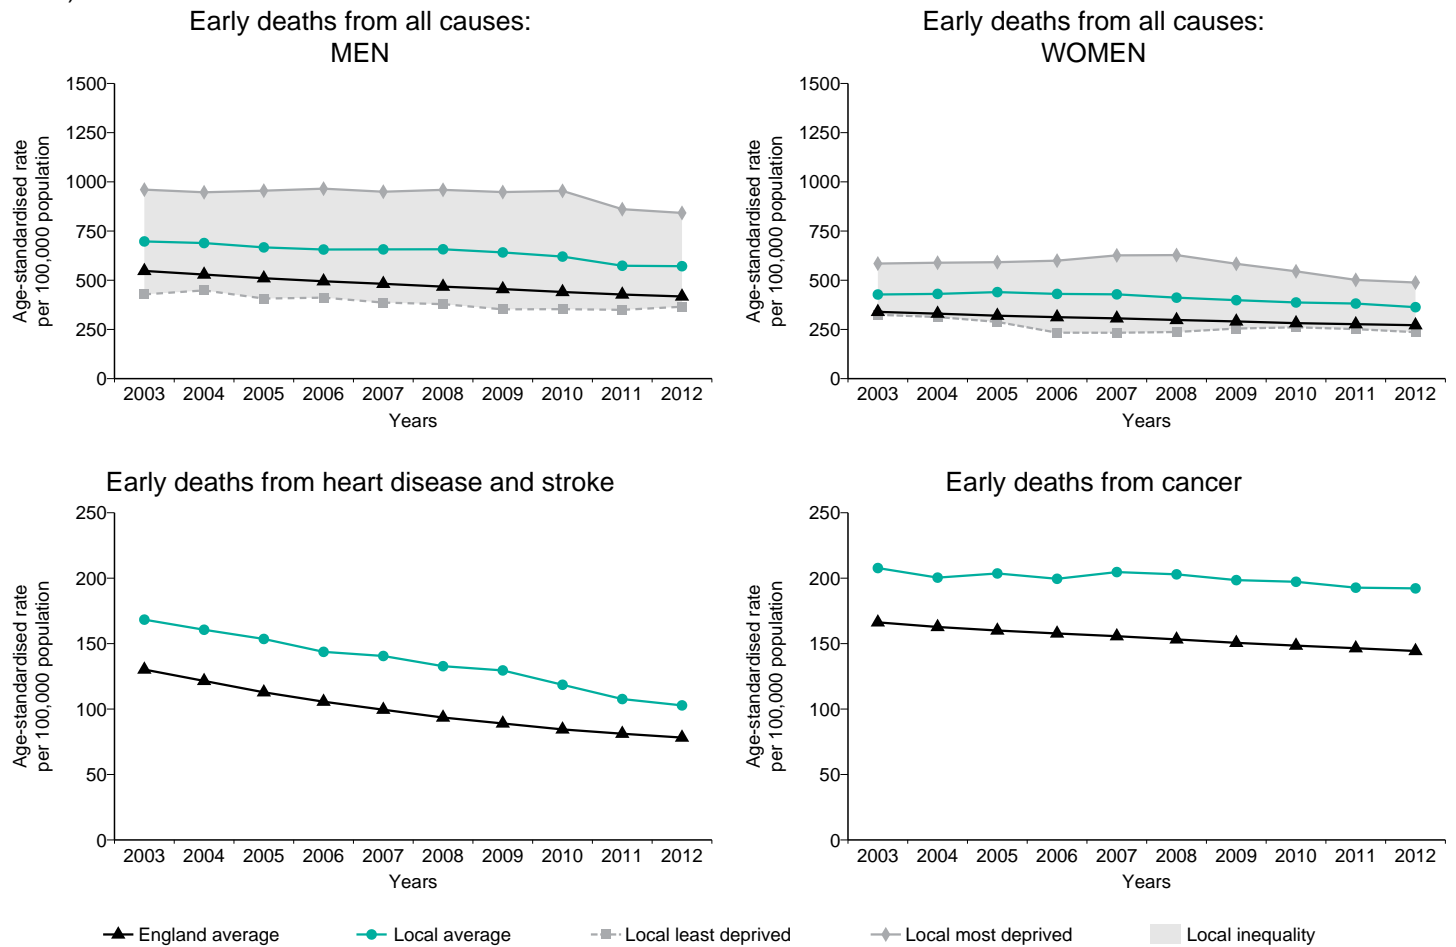 Early deaths from all causes:
MEN
1500
1250
1000
750
500
250
0
Age-standardised rate
per 100,000 population
2003 2004 2005 2006 2007 2008 2009 2010 2011 2012
Years
Early deaths from all causes:
WOMEN
1500
1250
1000
750
500
250
0
Age-standardised rate
per 100,000 population
2003 2004 2005 2006 2007 2008 2009 2010 2011 2012
Years
Early deaths from heart disease and stroke
250
200
150
100
50
0
Age-standardised rate
per 100,000 population
2003 2004 2005 2006 2007 2008 2009 2010 2011 2012
Years
Early deaths from cancer
250
200
150
100
50
0
Age-standardised rate
per 100,000 population
2003 2004 2005 2006 2007 2008 2009 2010 2011 2012
Years
England average
Local average
Local least deprived
Local most deprived
Local inequality